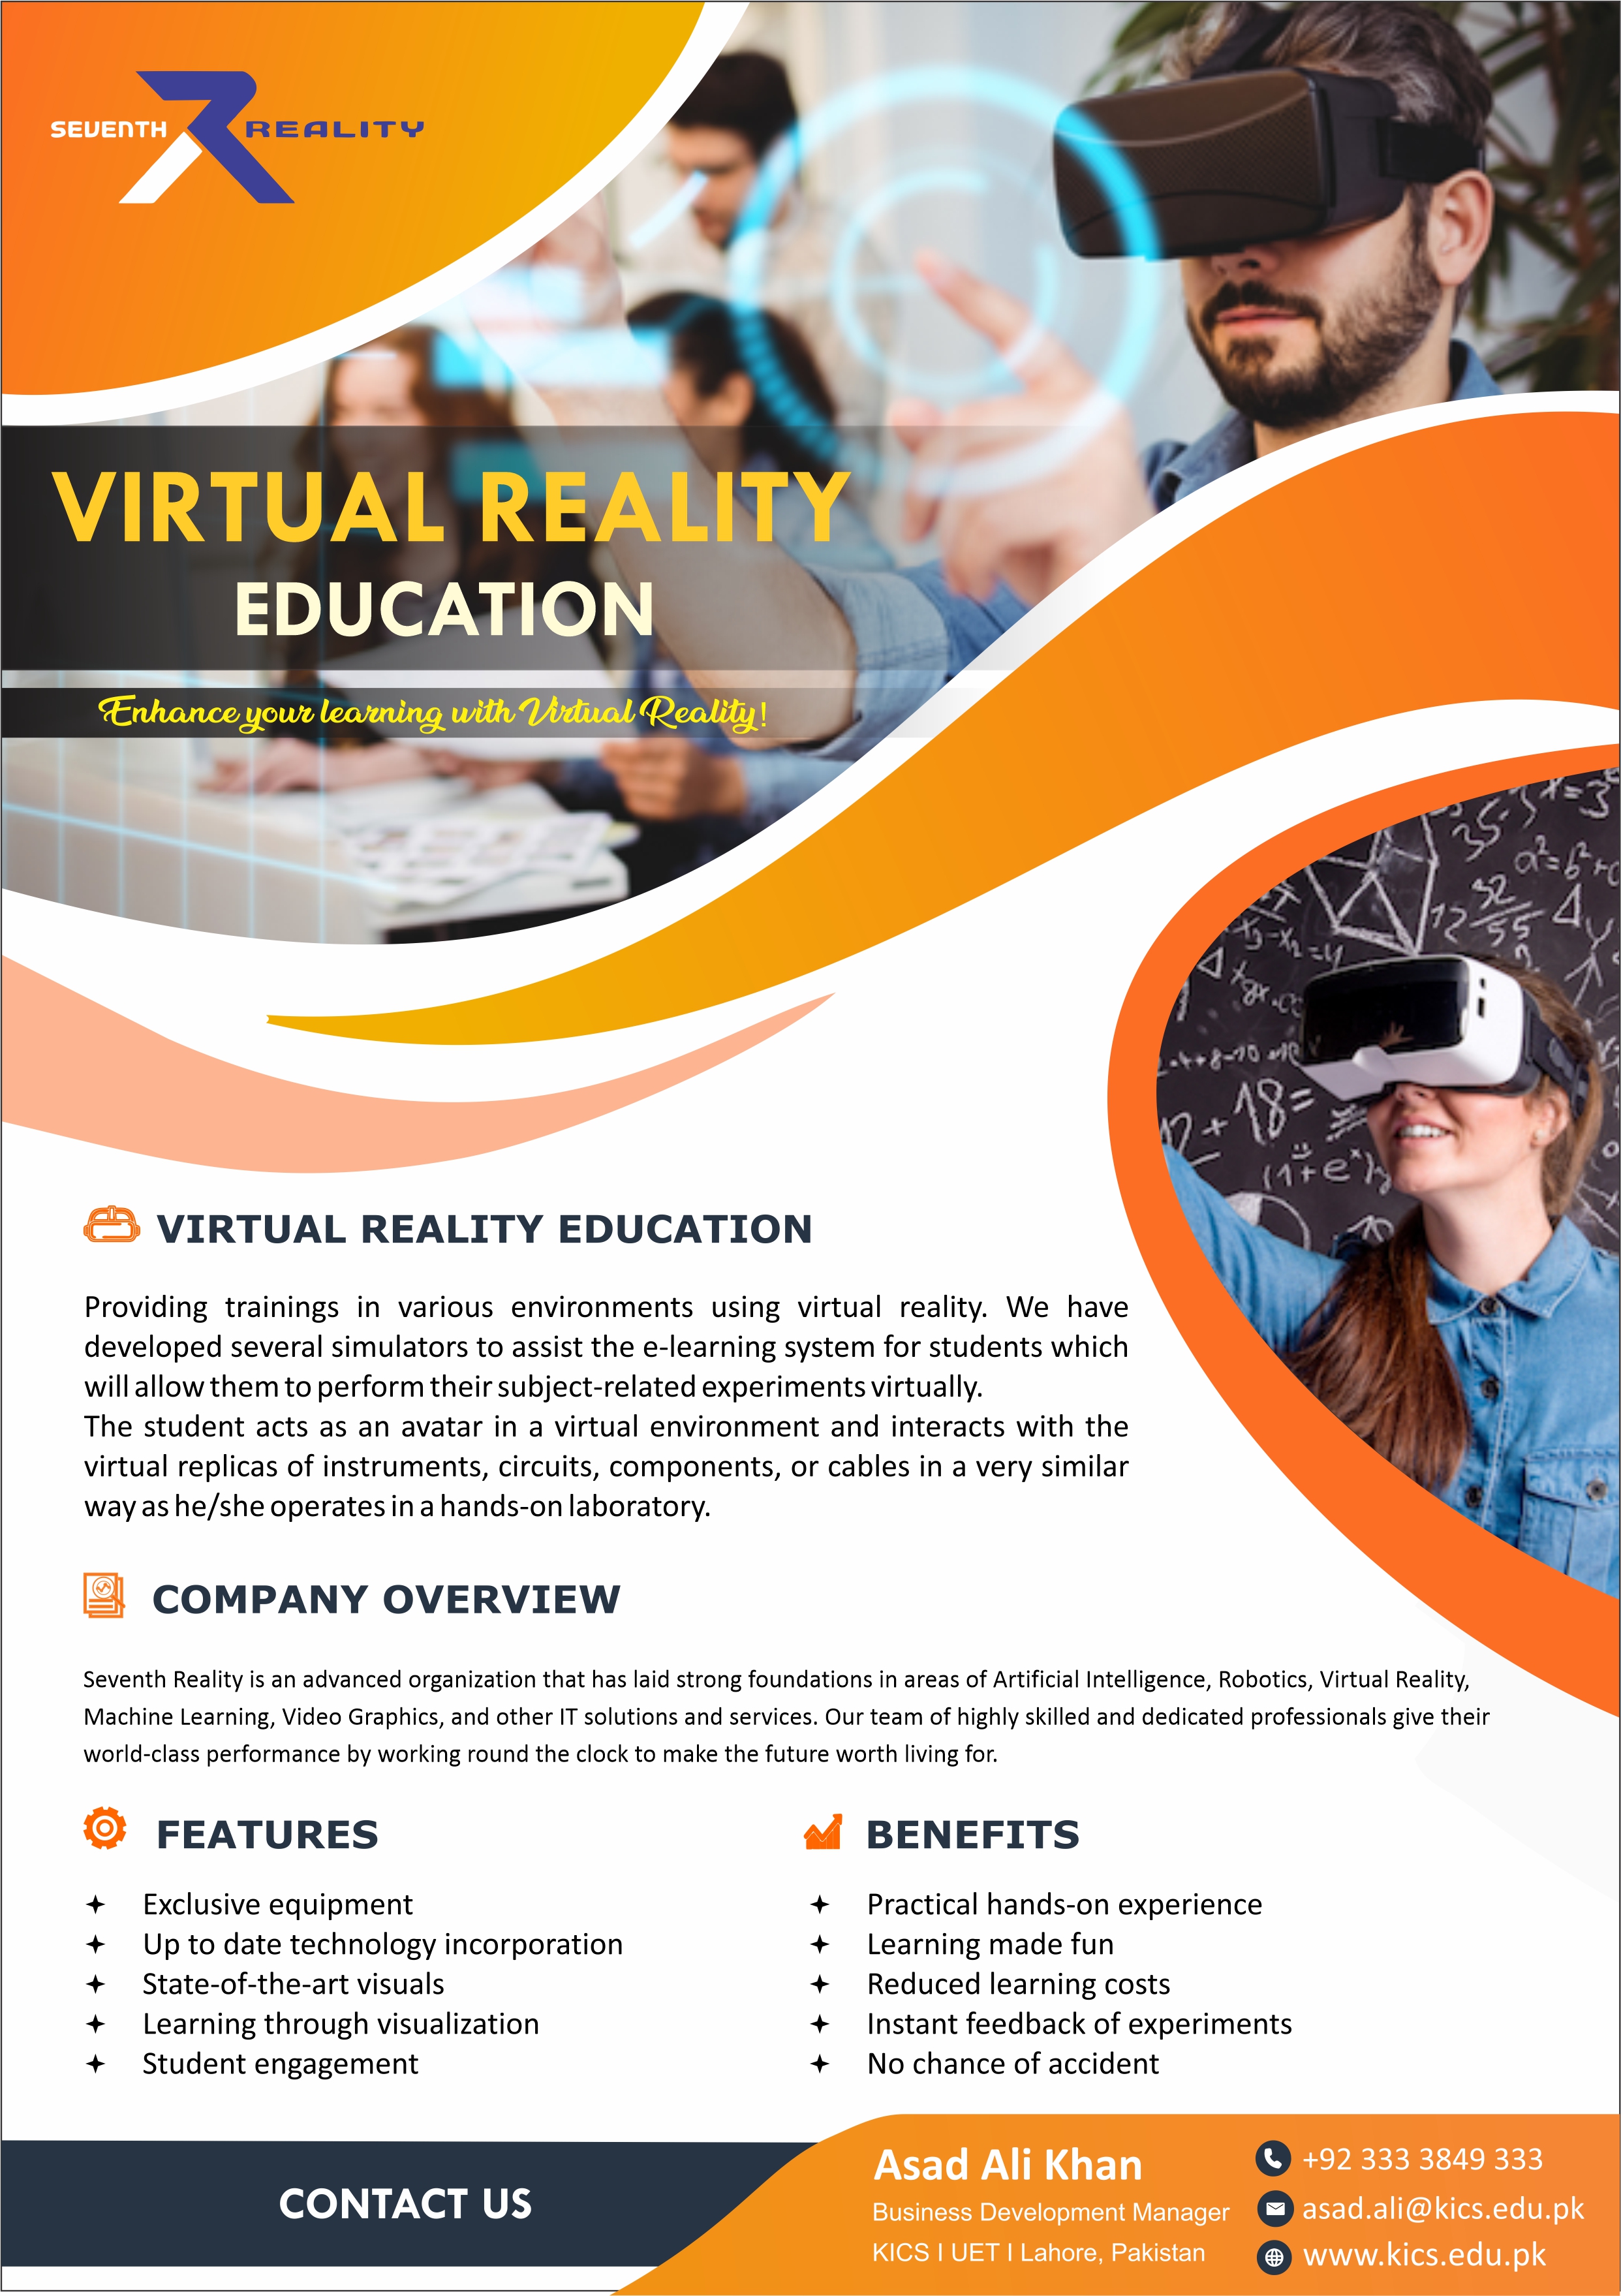 SEVENTH REALITY
VIRTUAL REALITY
EDUCATION
Enhance your learning with Virtual Reality!
VIRTUAL REALITY EDUCATION
Providing trainings in various environments using virtual reality. We have
developed several simulators to assist the e-learning system for students which
will allow them to perform their subject-related experiments virtually.
The student acts as an avatar in a virtual environment and interacts with the
virtual replicas of instruments, circuits, components, or cables in a very similar
way as he/she operates in a hands-on laboratory.
COMPANY OVERVIEW
Seventh Reality is an advanced organization that has laid strong foundations in areas of Artificial Intelligence, Robotics, Virtual Reality,
Machine Learning, Video Graphics, and other IT solutions and services. Our team of highly skilled and dedicated professionals give their
world-class performance by working round the clock to make the future worth living for.
FEATURES
Exclusive equipment
Up to date technology incorporation
State-of-the-art visuals
Learning through visualization
Student engagement
BENEFITS
Practical hands-on experience
Learning made fun
Reduced learning costs
Instant feedback of experiments
No chance of accident
CONTACT US
Asad Ali Khan
Business Development Manager
KICS I UET I Lahore, Pakistan
+92 333 3849 333
asad.ali@kics.edu.pk
www.kics.edu.pk